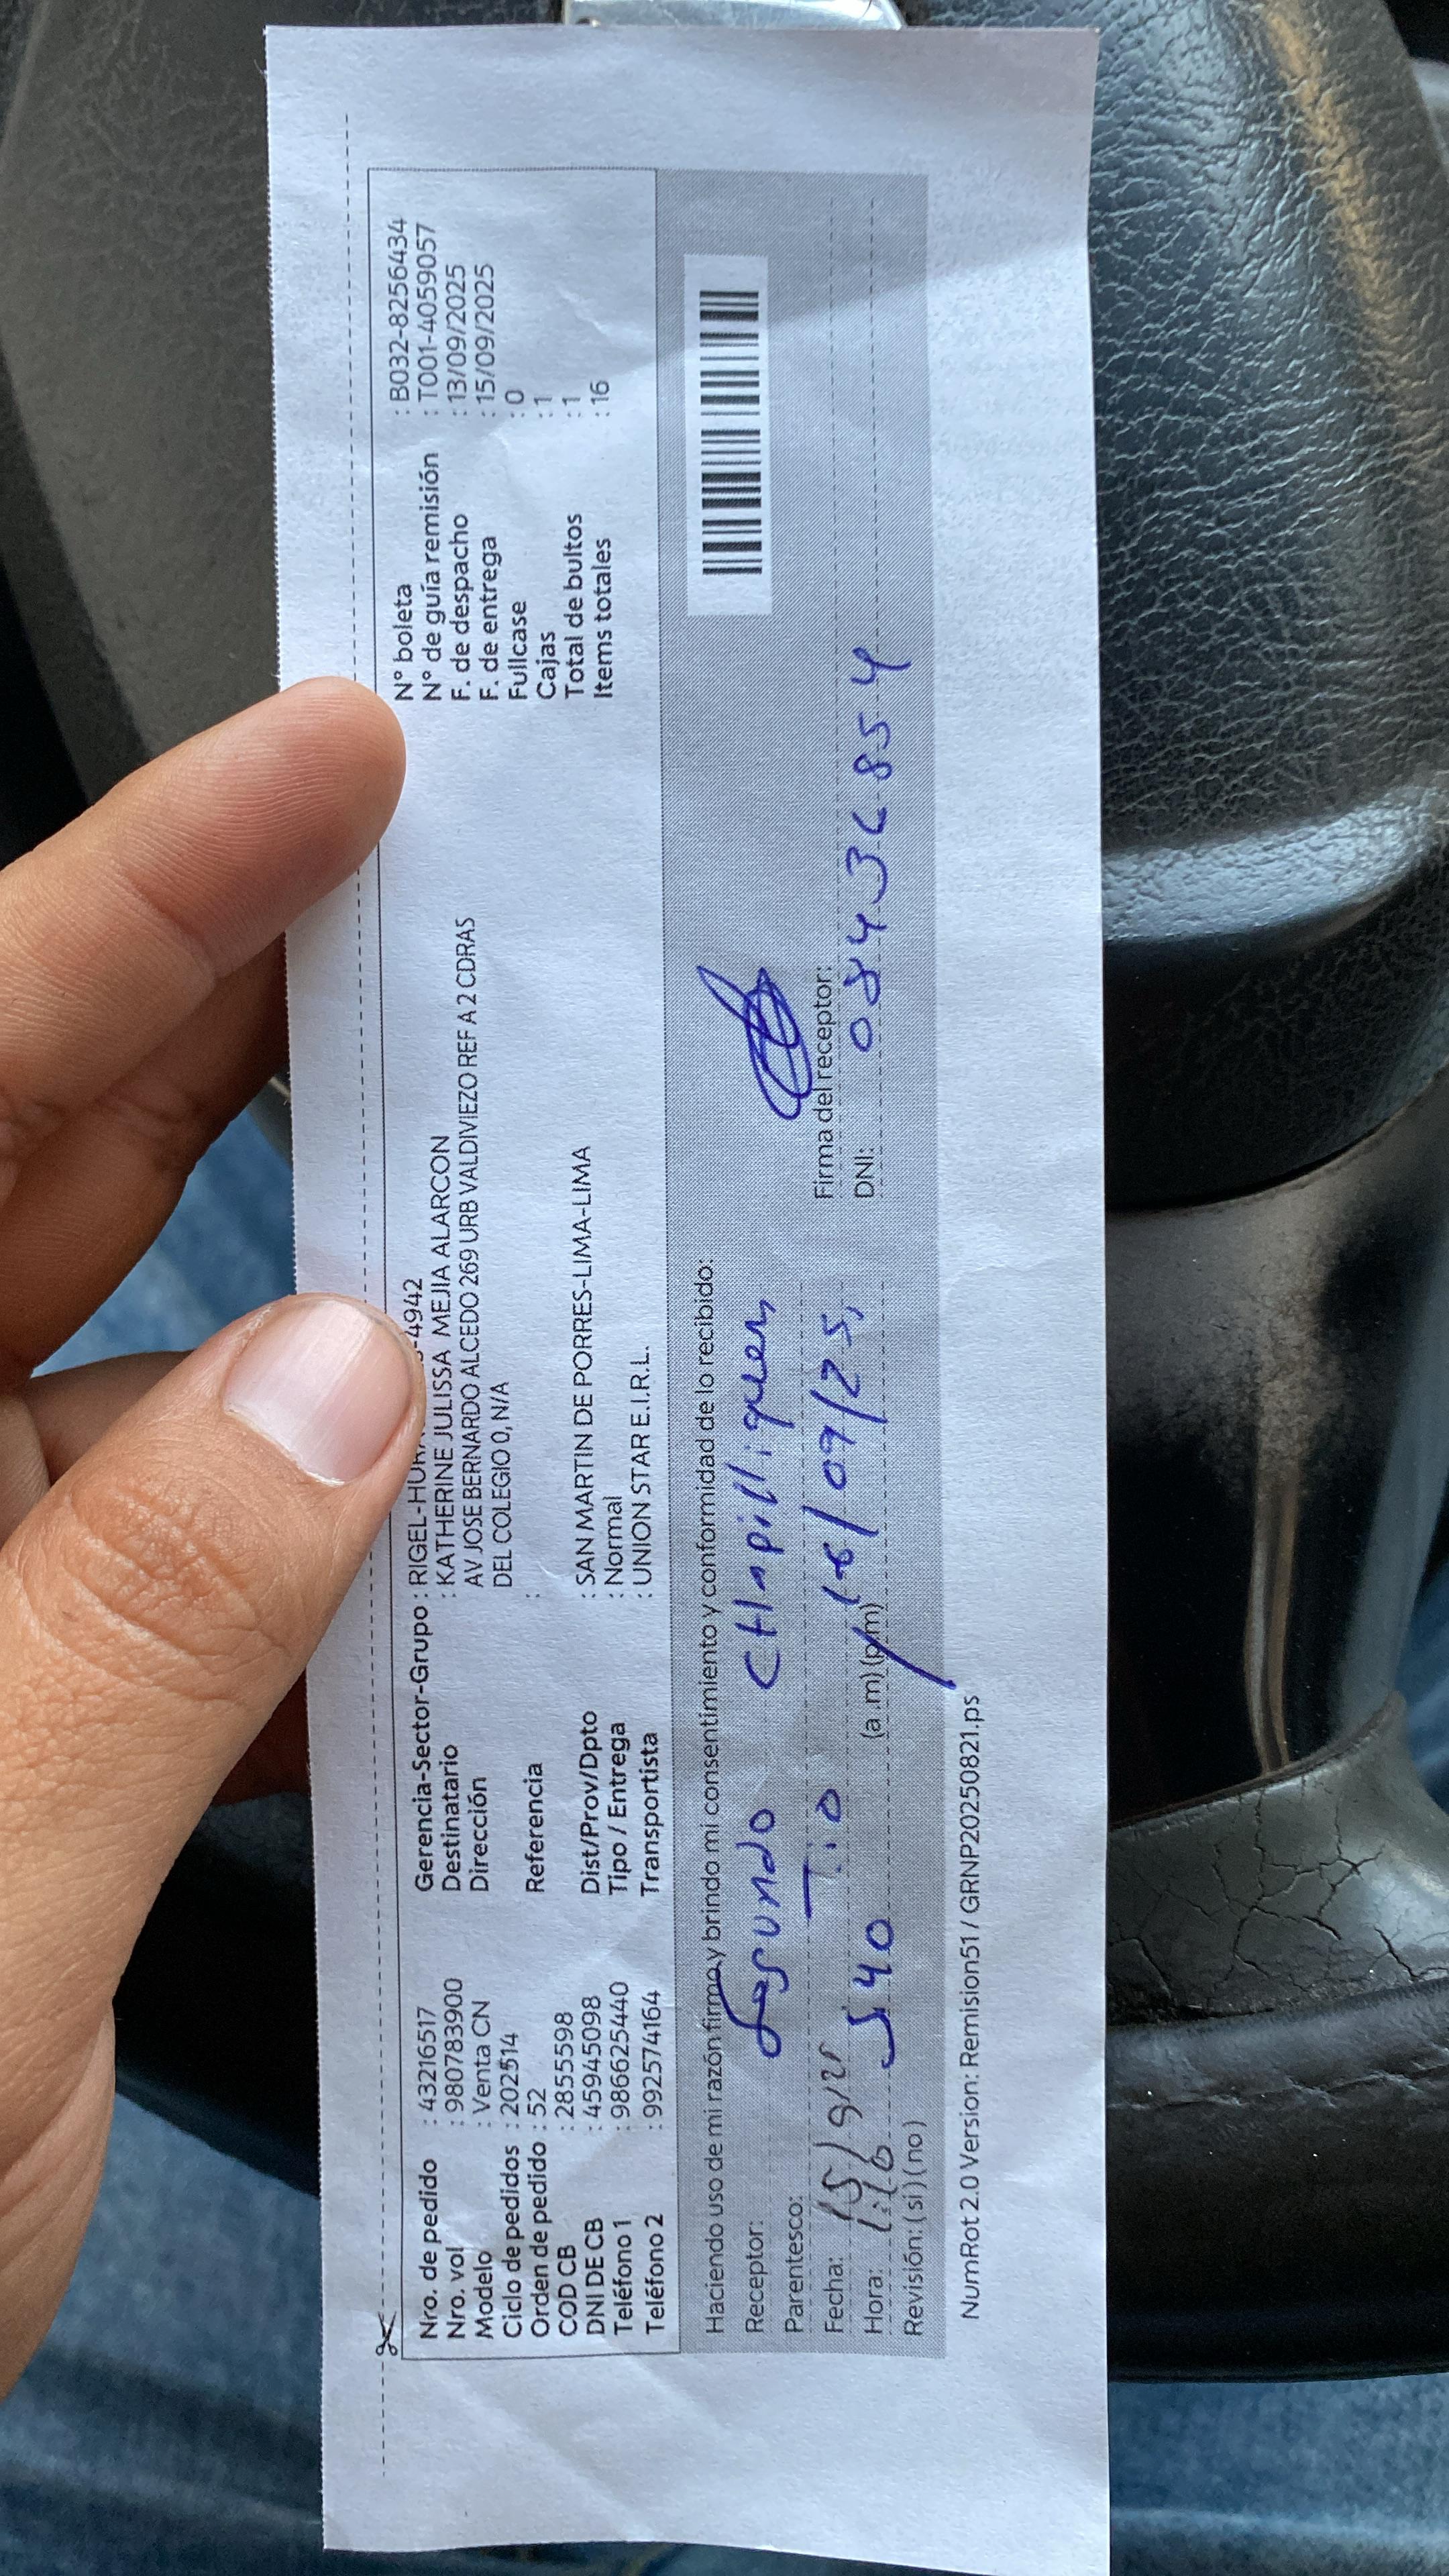 Nro. de pedido : 43216517
Nro. vol : 980783900
Modelo : Venta CN
Ciclo de pedidos : 202514
Orden de pedido : 52
COD CB : 2855598
DNI DE CB : 45945098
Teléfono 1 : 986625440
Teléfono 2 : 992574164
Gerencia-Sector-Grupo : RIGEL-HU -4942
Destinatario : KATHERINE JULISSA MEJIA ALARCON
Dirección AV JOSE BERNARDO ALCEDO 269 URB VALDIVIEZO REF A 2 CDRAS
DEL COLEGIO 0, N/A
Referencia :
Dist/Prov/Dpto : SAN MARTIN DE PORRES-LIMA-LIMA
Tipo / Entrega : Normal
Transportista : UNION STAR E.I.R.L.
N° boleta : B032-8256434
N° de guía remisión : T001-4059057
F. de despacho : 13/09/2025
F. de entrega : 15/09/2025
Fullcase : 0
Cajas : 1
Total de bultos : 1
Items totales : 16
Haciendo uso de mi razón firmo y brindo mi consentimiento y conformidad de lo recibido:
Receptor: Segundo
Parentesco: Tio
Fecha: 16/09/25
Hora: 540 (a .m) (p.m)
Revisión: (si) (no)
Firma del receptor:
DNI:
NumRot 2.0 Version: Remision51 / GRNP20250821.ps